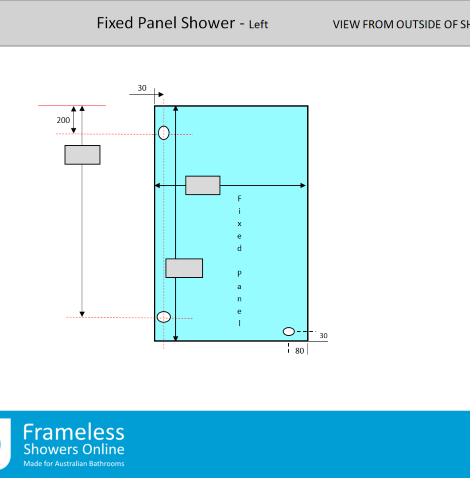 Fixed Panel Shower - Left
VIEW FROM OUTSIDE OF SH
30
200
Fixed Panel
30
80
Frameless
Showers Online
Made for Australian Bathrooms